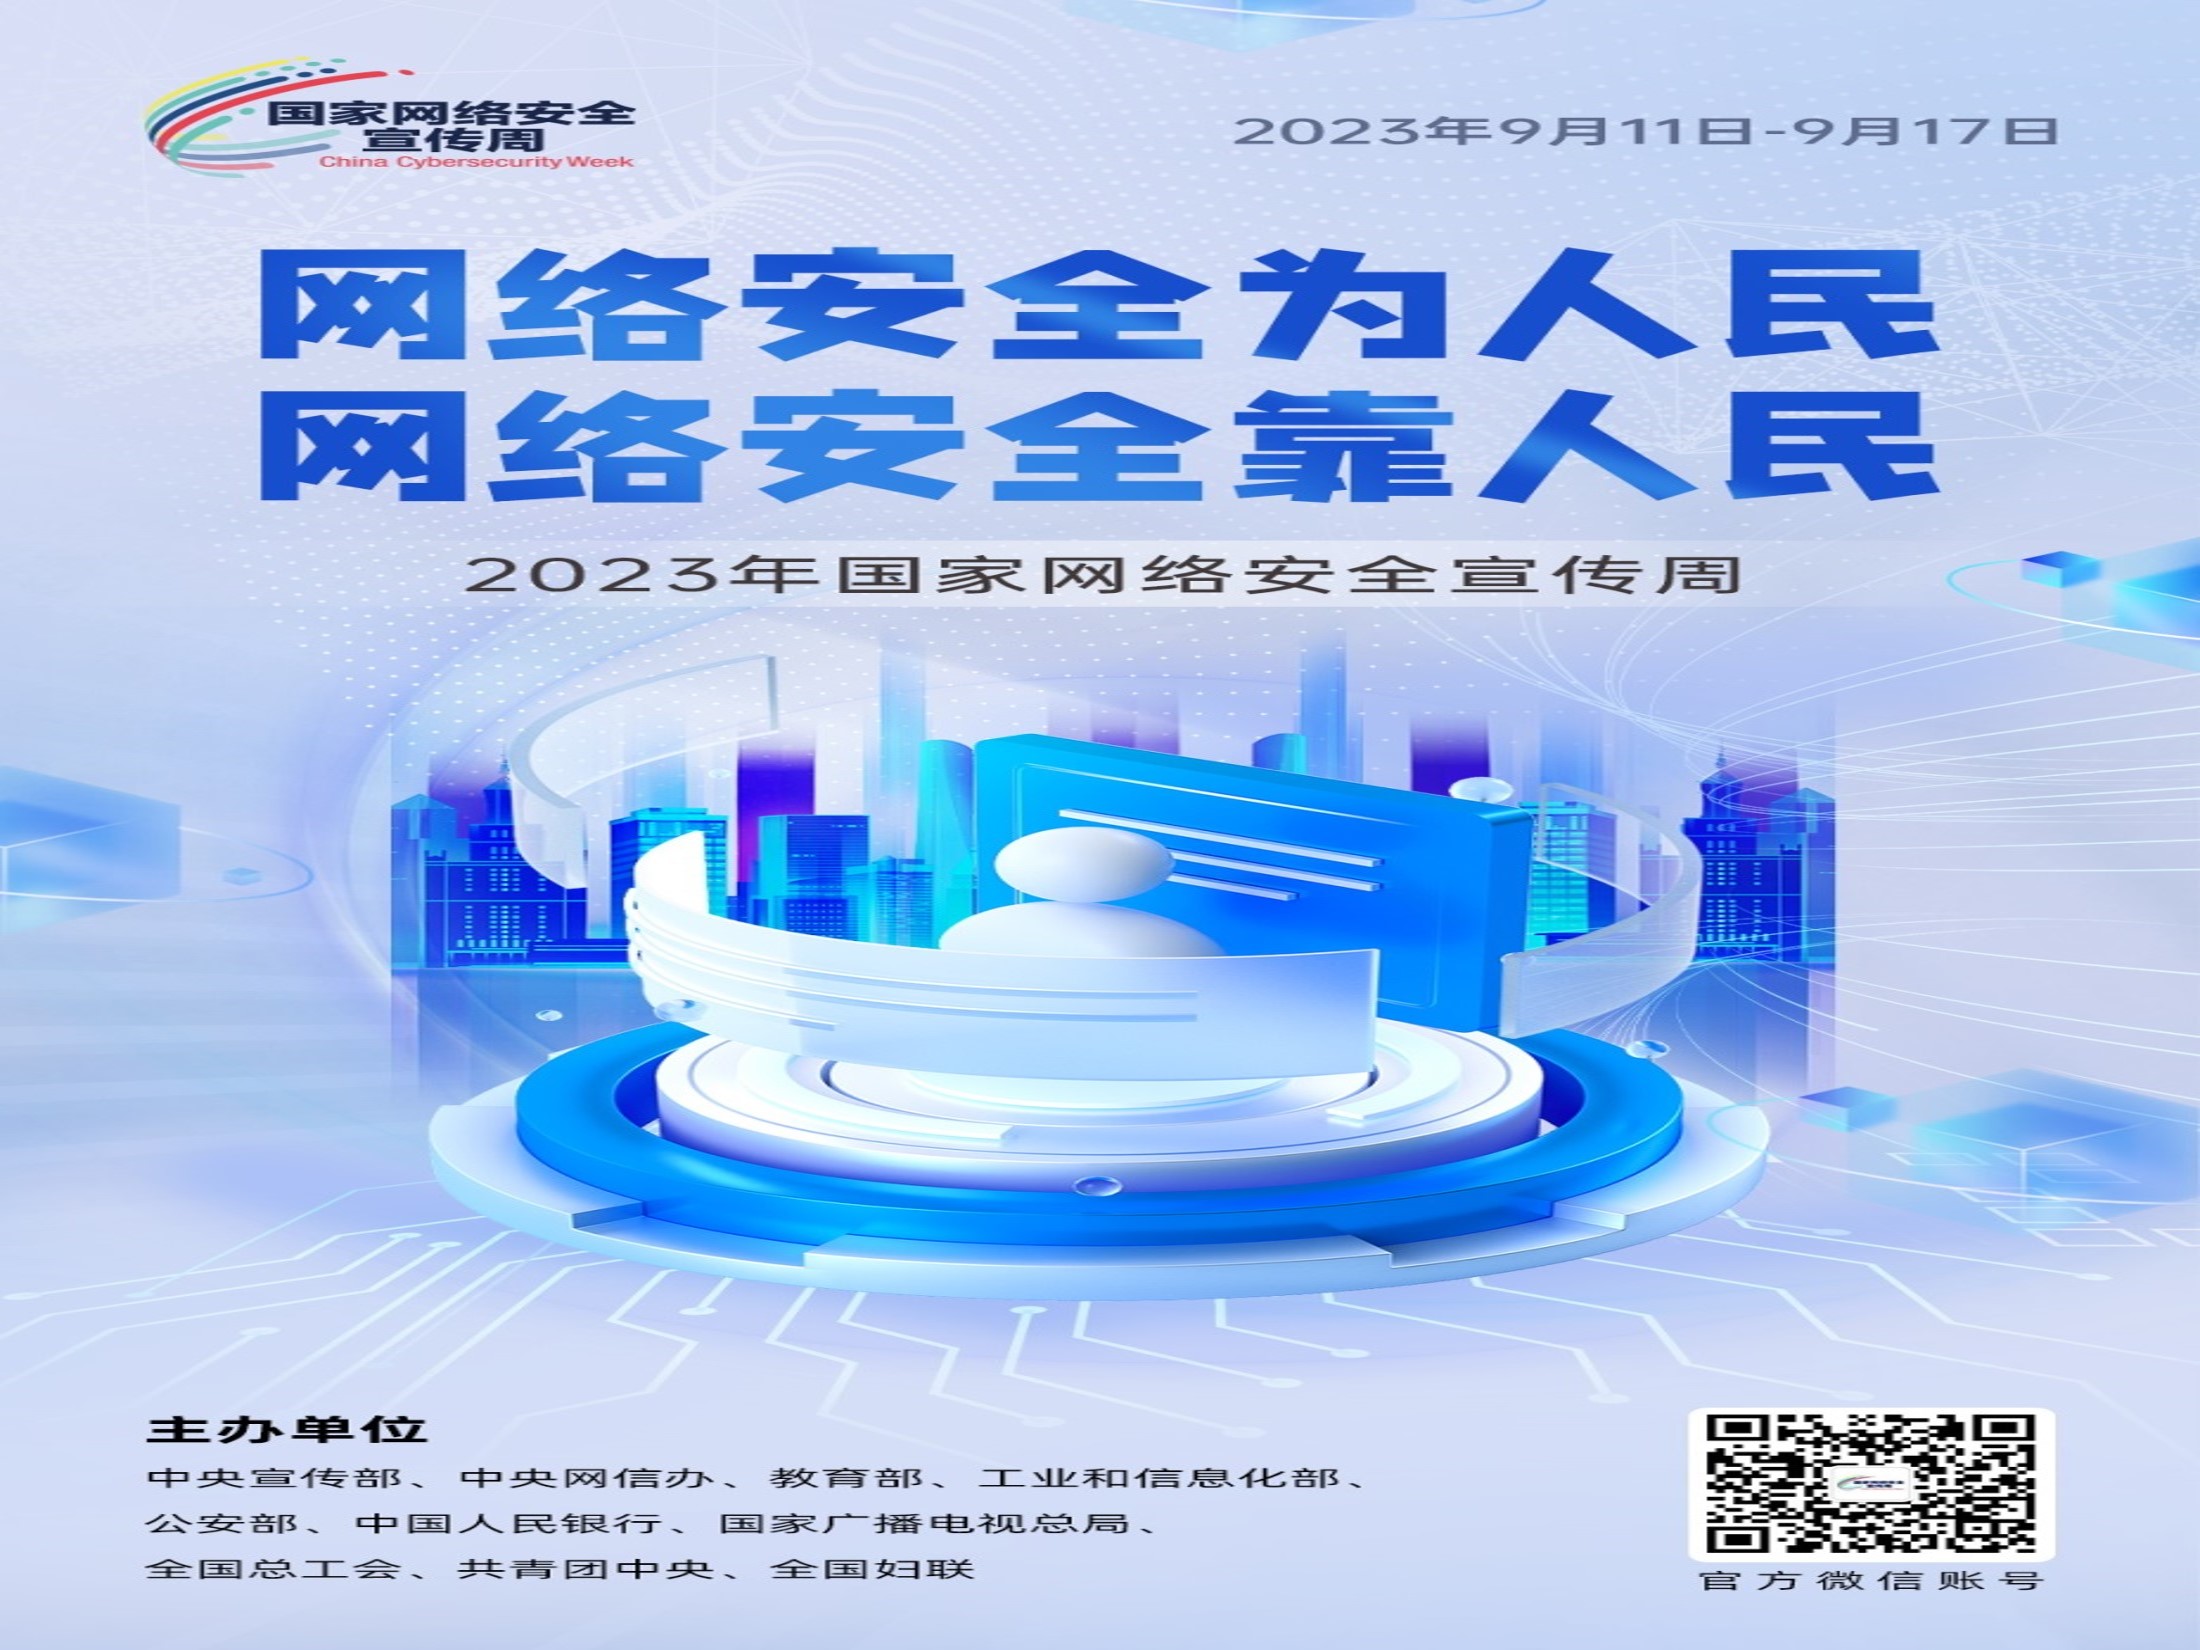 国家网络安全
宣传周
China Cybersecurity Week
2023年9月11日-9月17日
网络安全为人民
网络安全靠人民
2023年国家网络安全宣传周
主办单位
中央宣传部、中央网信办、教育部、工业和信息化部、
公安部、中国人民银行、国家广播电视总局、
全国总工会、共青团中央、全国妇联
官方微信账号